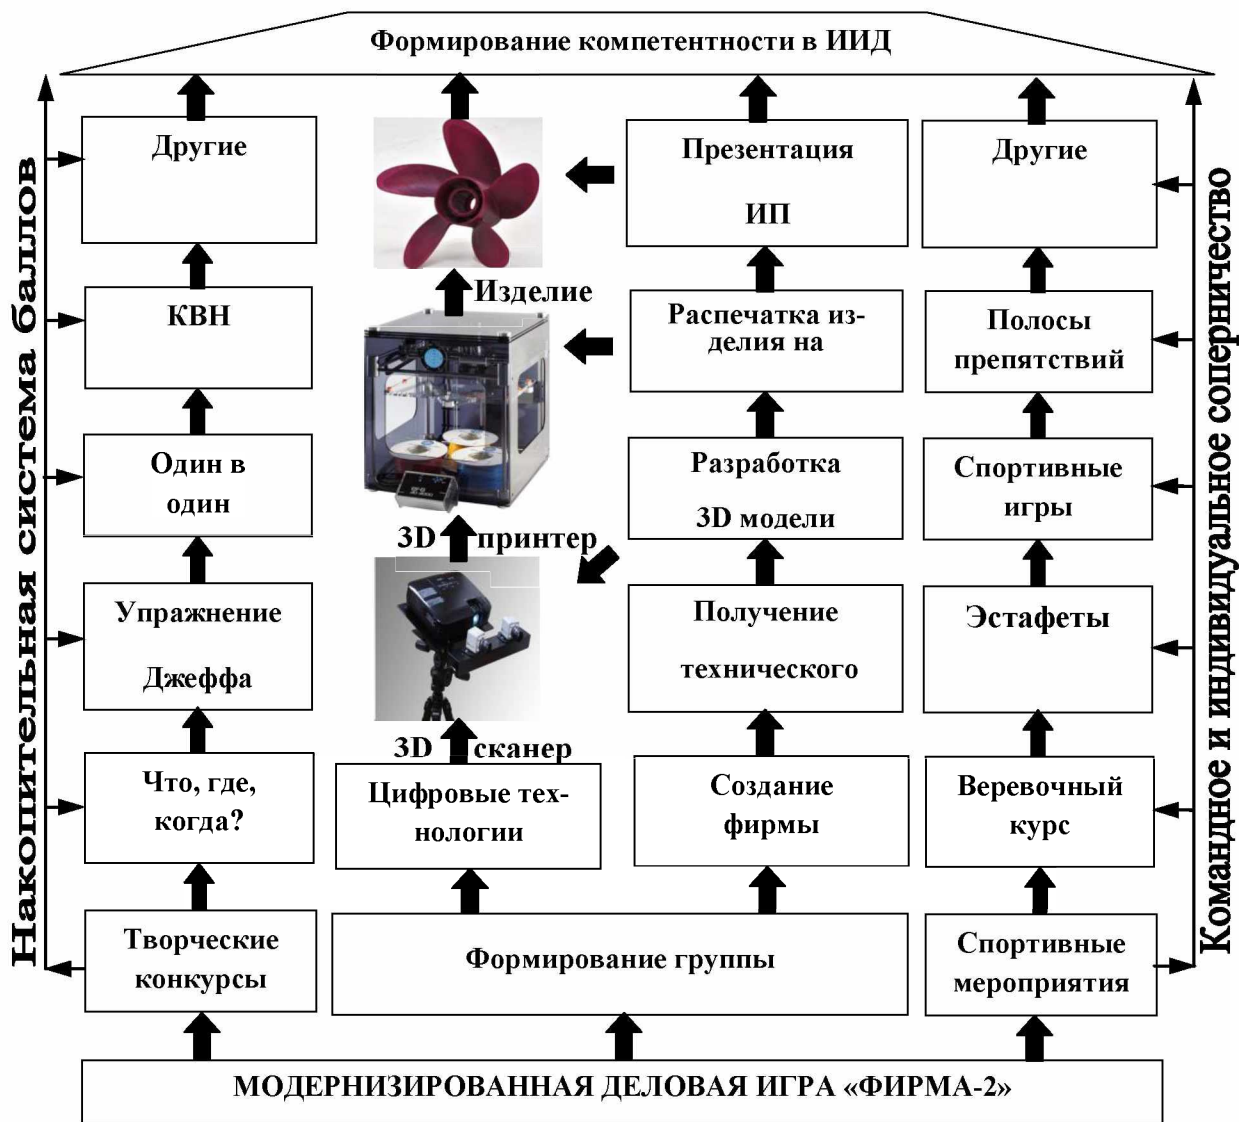 Формирование компетентности в ИИД
Накопительная система баллов
Другие
КВН
Один в
один
Упражнение
Джеффа
Что, где,
когда?
Творческие
конкурсы
Изделие
3D принтер
3D сканер
Цифровые тех-
нологии
Презентация
ИП
Распечатка из-
делия на
Разработка
3D модели
Получение
технического
Создание
фирмы
Формирование группы
Другие
Полосы
препятствий
Спортивные
игры
Эстафеты
Веревочный
курс
Спортивные
мероприятия
Командное и индивидуальное соперничество
МОДЕРНИЗИРОВАННАЯ ДЕЛОВАЯ ИГРА «ФИРМА-2»